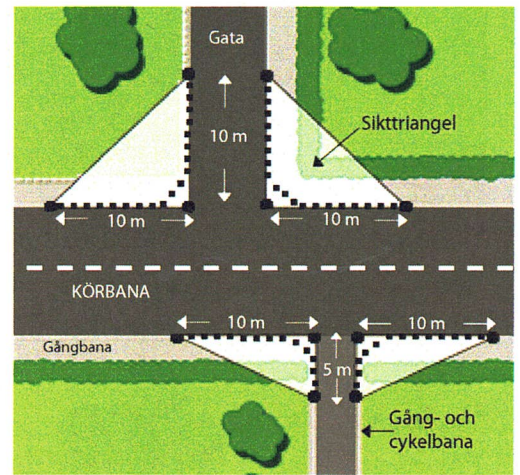 Gata
10 m
Sikttriangel
10 m
10 m
KÖRBANA
10 m
10 m
Gångbana
5 m
Gång- och
cykelbana